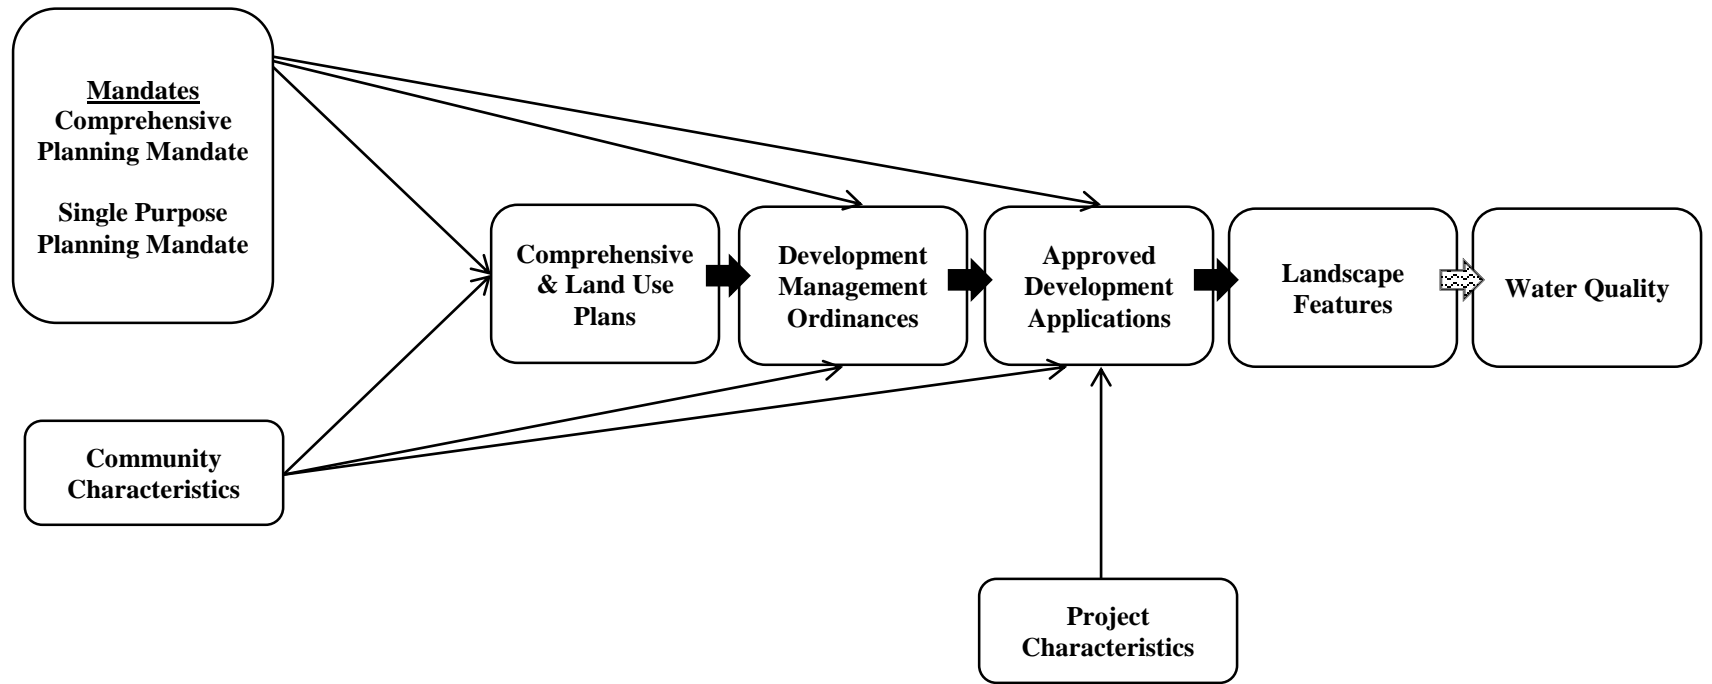 Mandates
Comprehensive
Planning Mandate
Single Purpose
Planning Mandate
Comprehensive
& Land Use
Plans
Development
Management
Ordinances
Approved
Development
Applications
Landscape
Features
Water Quality
Community
Characteristics
Project
Characteristics